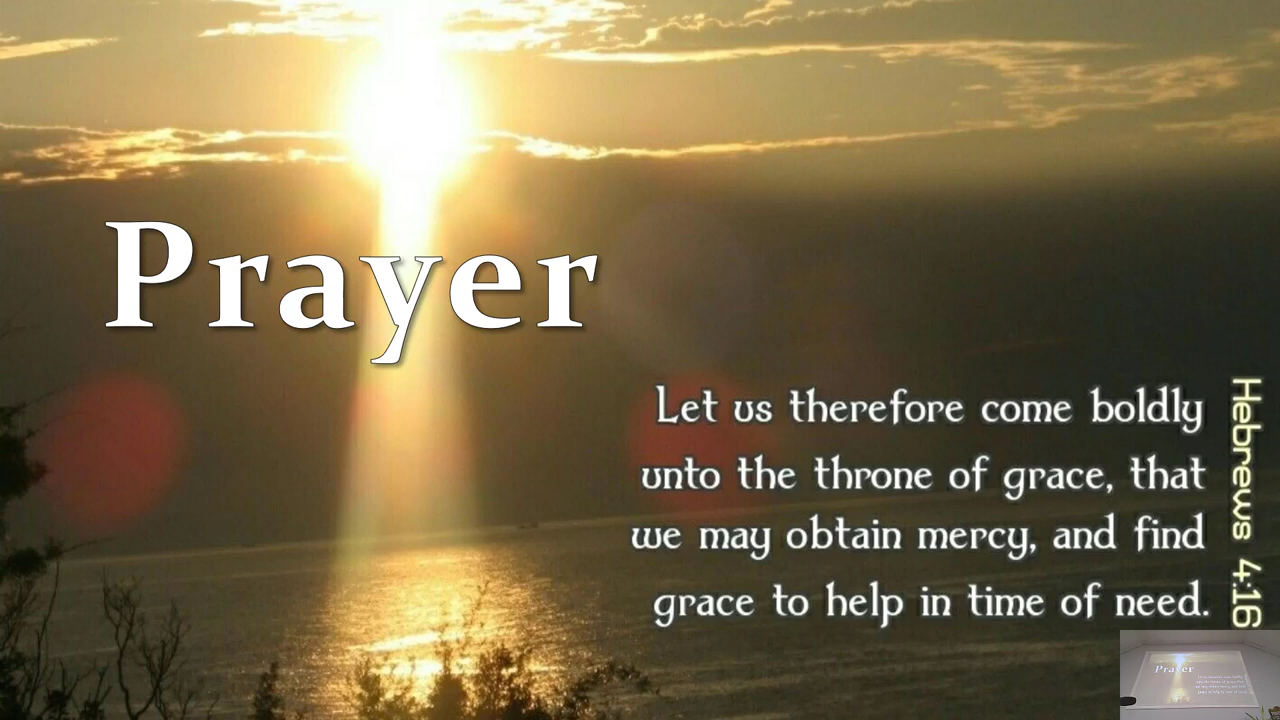 Prayer
Let us therefore come boldly
unto the throne of grace, that
we may obtain mercy, and find
grace to help in time of need.
Hebrews 4:16
Prayer